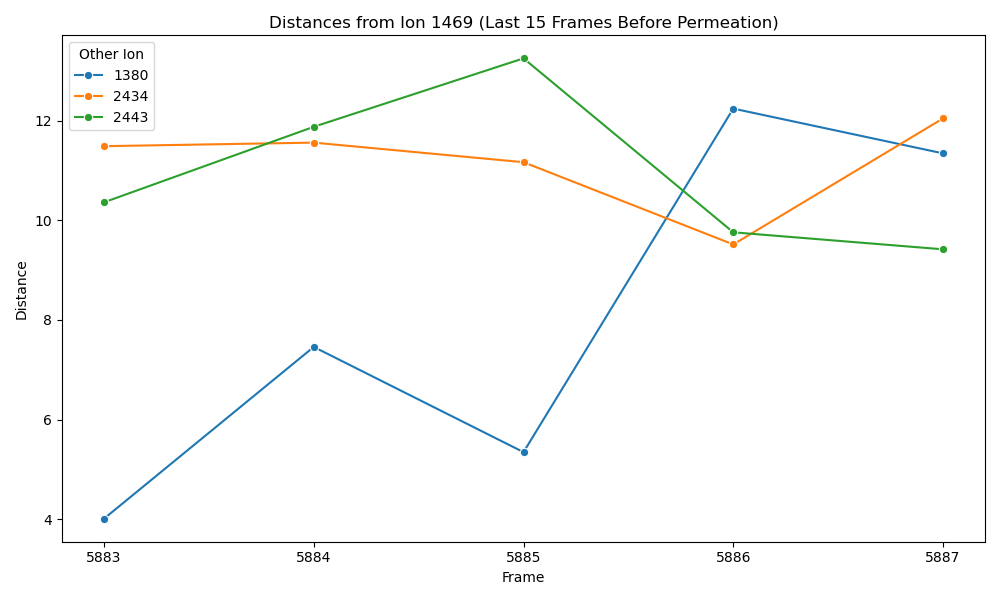 Distances from Ion 1469 (Last 15 Frames Before Permeation)
Other Ion
1380
2434
2443
Distance
12
10
8
6
4
5883 5884 5885 5886 5887
Frame